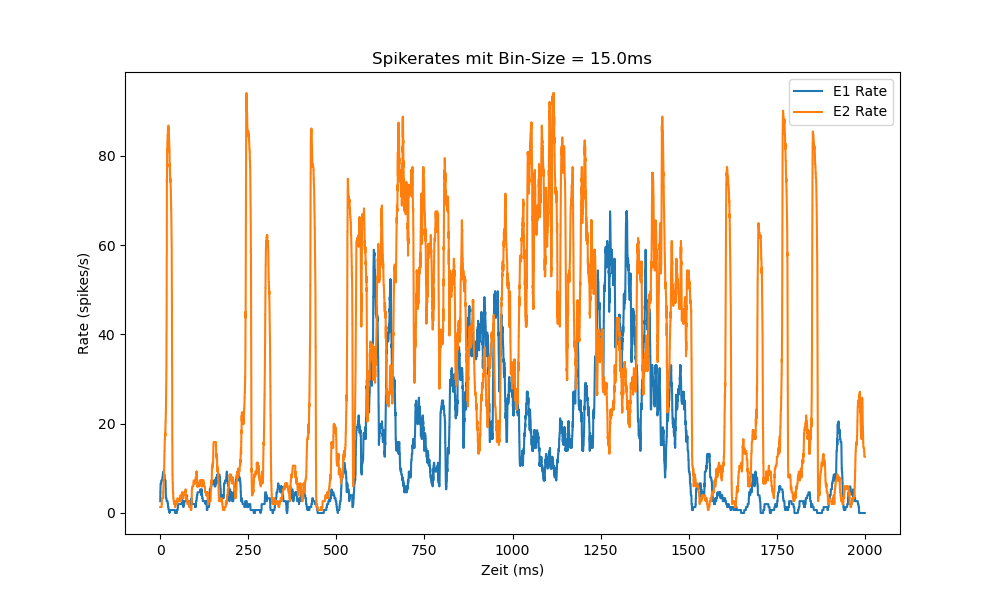 Spikerates mit Bin-Size = 15.0ms
E1 Rate
E2 Rate
Rate (spikes/s)
80
60
40
20
0
0 250 500 750 1000 1250 1500 1750 2000
Zeit (ms)